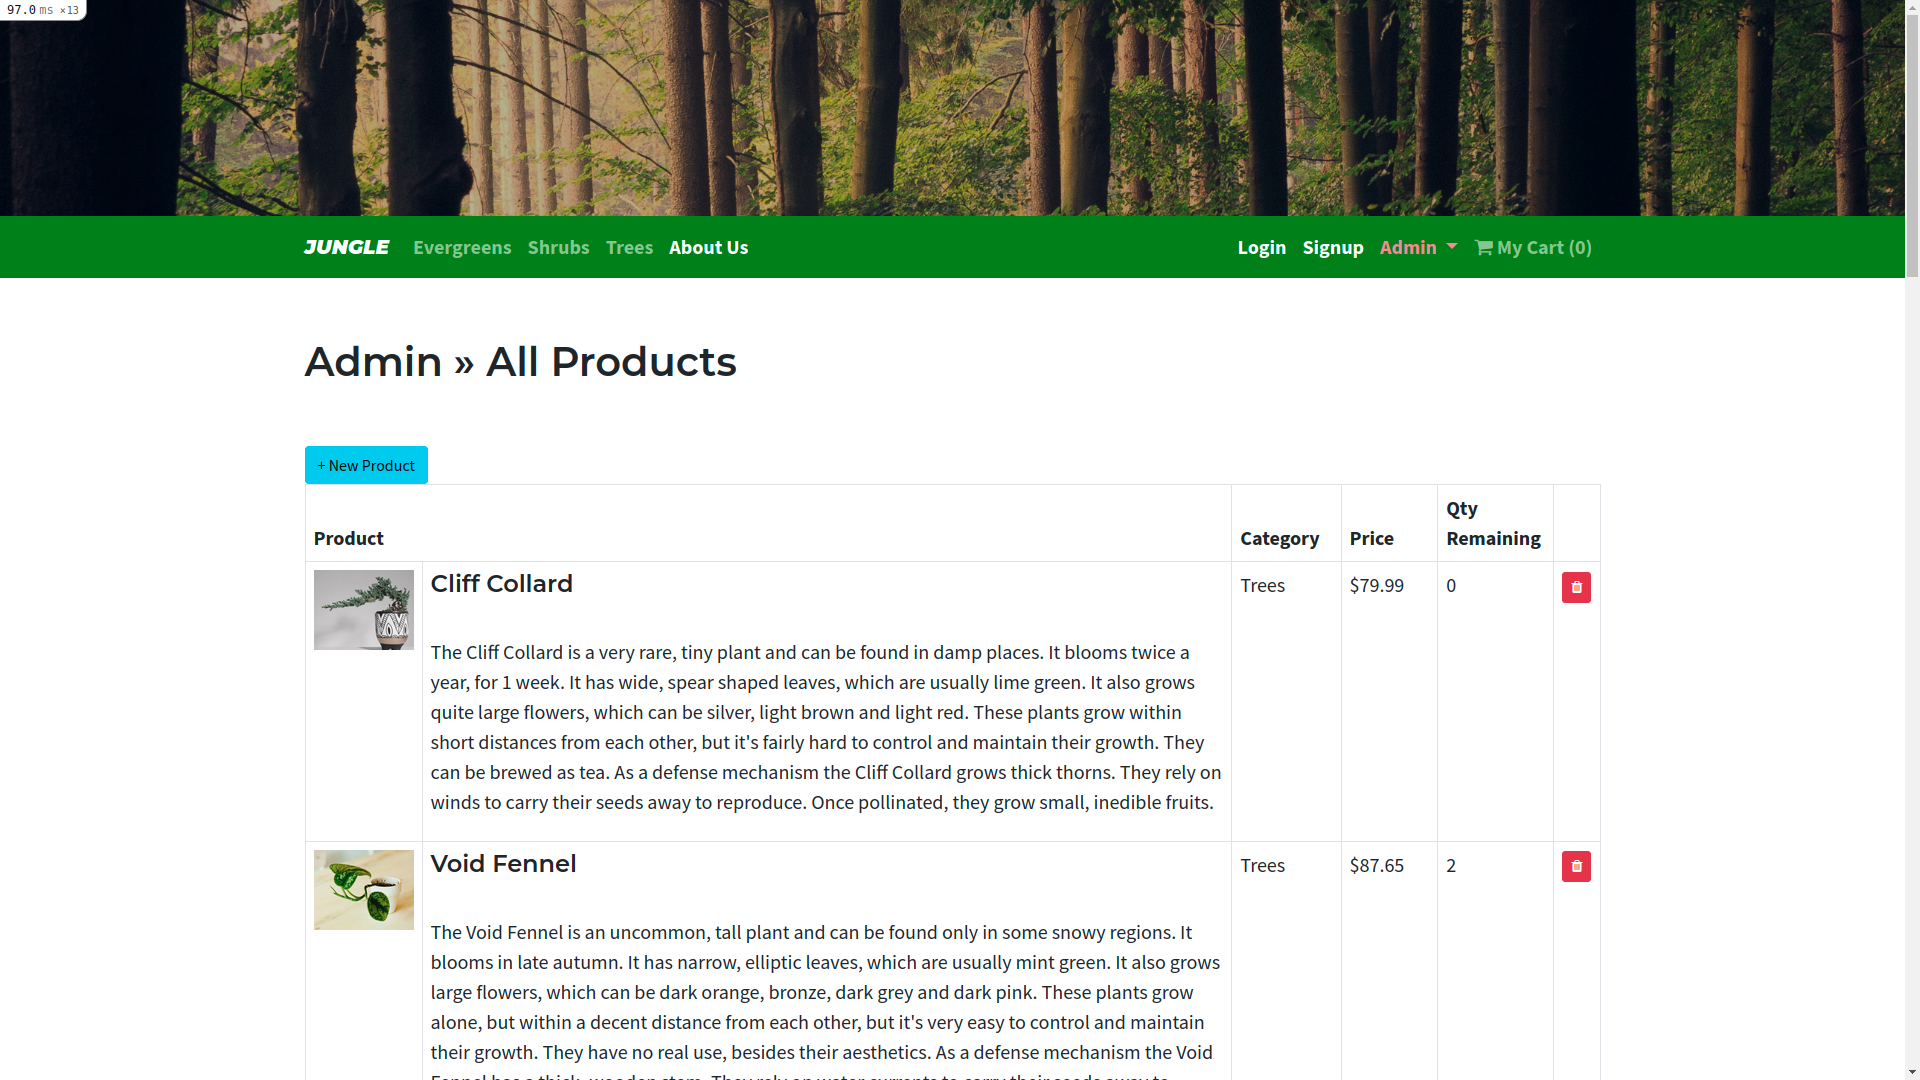 97.0 ms ×13
JUNGLE Evergreens Shrubs Trees About Us Login Signup Admin My Cart (0)
Admin » All Products
+ New Product
Product Category Price Qty Remaining
Cliff Collard Trees $79.99 0
The Cliff Collard is a very rare, tiny plant and can be found in damp places. It blooms twice a
year, for 1 week. It has wide, spear shaped leaves, which are usually lime green. It also grows
quite large flowers, which can be silver, light brown and light red. These plants grow within
short distances from each other, but it's fairly hard to control and maintain their growth. They
can be brewed as tea. As a defense mechanism the Cliff Collard grows thick thorns. They rely on
winds to carry their seeds away to reproduce. Once pollinated, they grow small, inedible fruits.
Void Fennel Trees $87.65 2
The Void Fennel is an uncommon, tall plant and can be found only in some snowy regions. It
blooms in late autumn. It has narrow, elliptic leaves, which are usually mint green. It also grows
large flowers, which can be dark orange, bronze, dark grey and dark pink. These plants grow
alone, but within a decent distance from each other, but it's very easy to control and maintain
their growth. They have no real use, besides their aesthetics. As a defense mechanism the Void